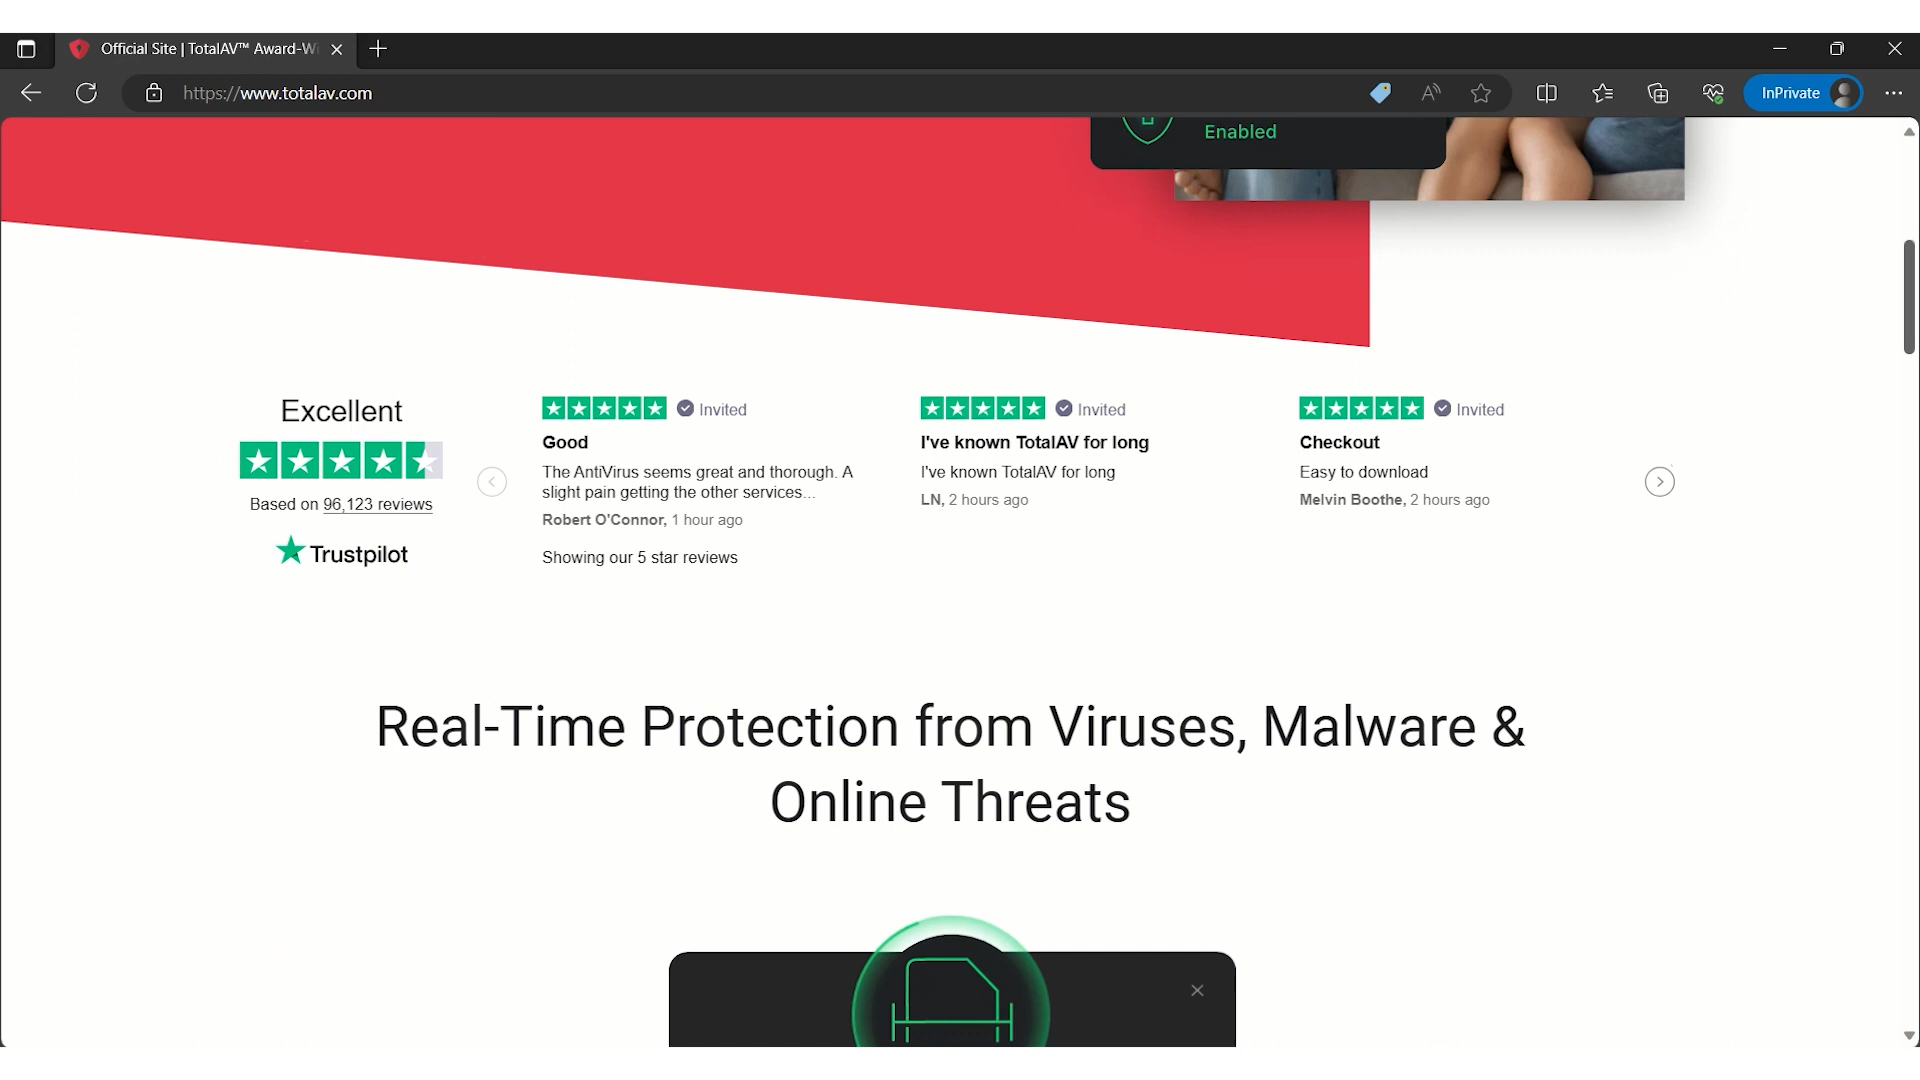 Official Site | TotalAV™ Award-Wi
https://www.totalav.com
InPrivate
Enabled
Excellent
Based on 96,123 reviews
Trustpilot
Invited
Good
The AntiVirus seems great and thorough. A
slight pain getting the other services...
Robert O'Connor, 1 hour ago
Showing our 5 star reviews
Invited
I've known TotalAV for long
I've known TotalAV for long
LN, 2 hours ago
Invited
Checkout
Easy to download
Melvin Boothe, 2 hours ago
Real-Time Protection from Viruses, Malware &
Online Threats